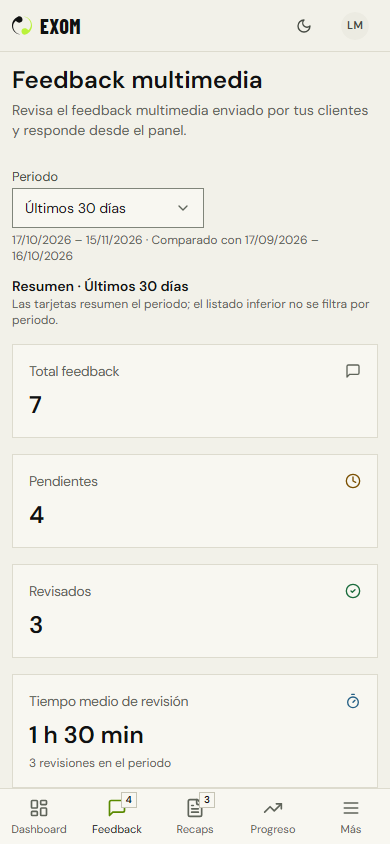 EXOM
LM
Feedback multimedia
Revisa el feedback multimedia enviado por tus clientes
y responde desde el panel.
Periodo
Últimos 30 días
17/10/2026 – 15/11/2026 · Comparado con 17/09/2026 –
16/10/2026
Resumen · Últimos 30 días
Las tarjetas resumen el periodo; el listado inferior no se filtra por
periodo.
Total feedback
7
Pendientes
4
Revisados
3
Tiempo medio de revisión
1 h 30 min
3 revisiones en el periodo
4
3
Dashboard
Feedback
Recaps
Progreso
Más